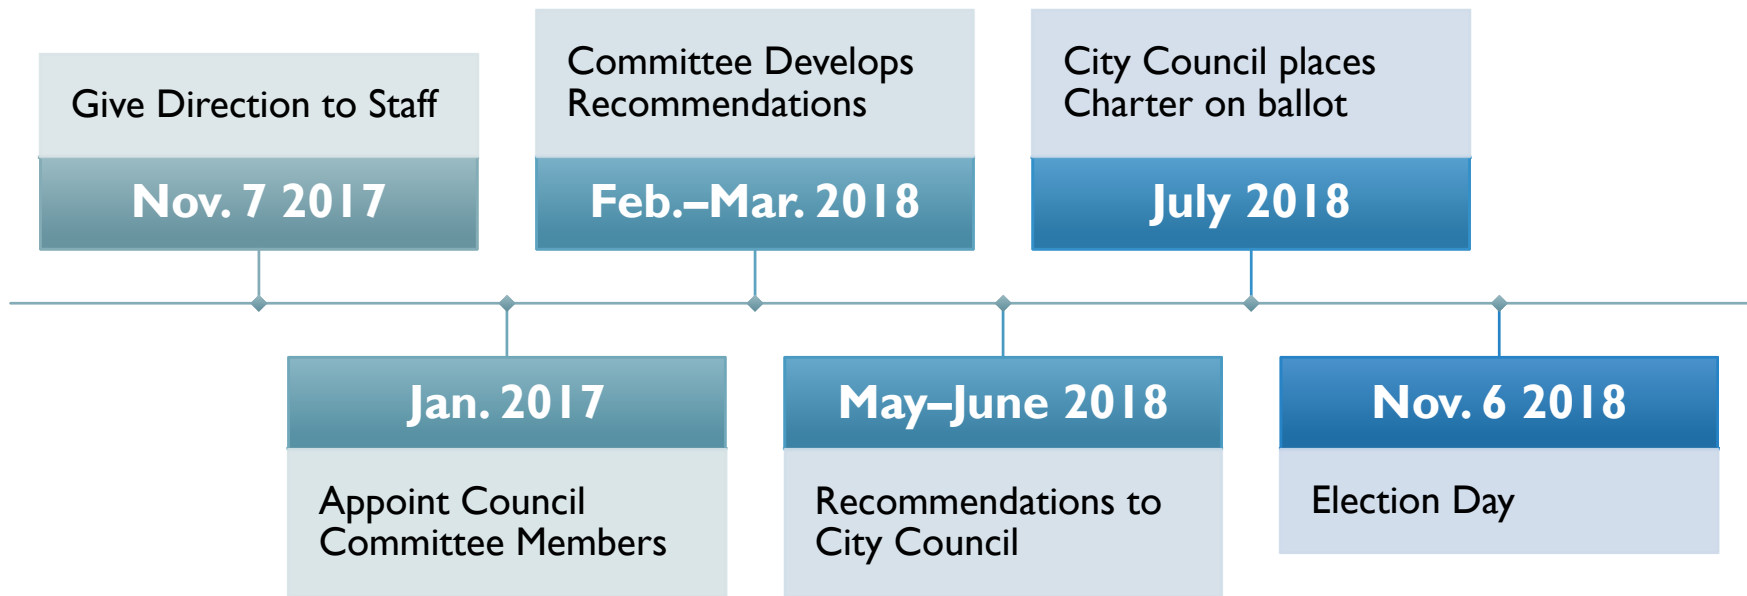 Give Direction to Staff
Nov. 7 2017
Jan. 2017
Appoint Council
Committee Members
Committee Develops
Recommendations
Feb.–Mar. 2018
May–June 2018
Recommendations to
City Council
City Council places
Charter on ballot
July 2018
Nov. 6 2018
Election Day